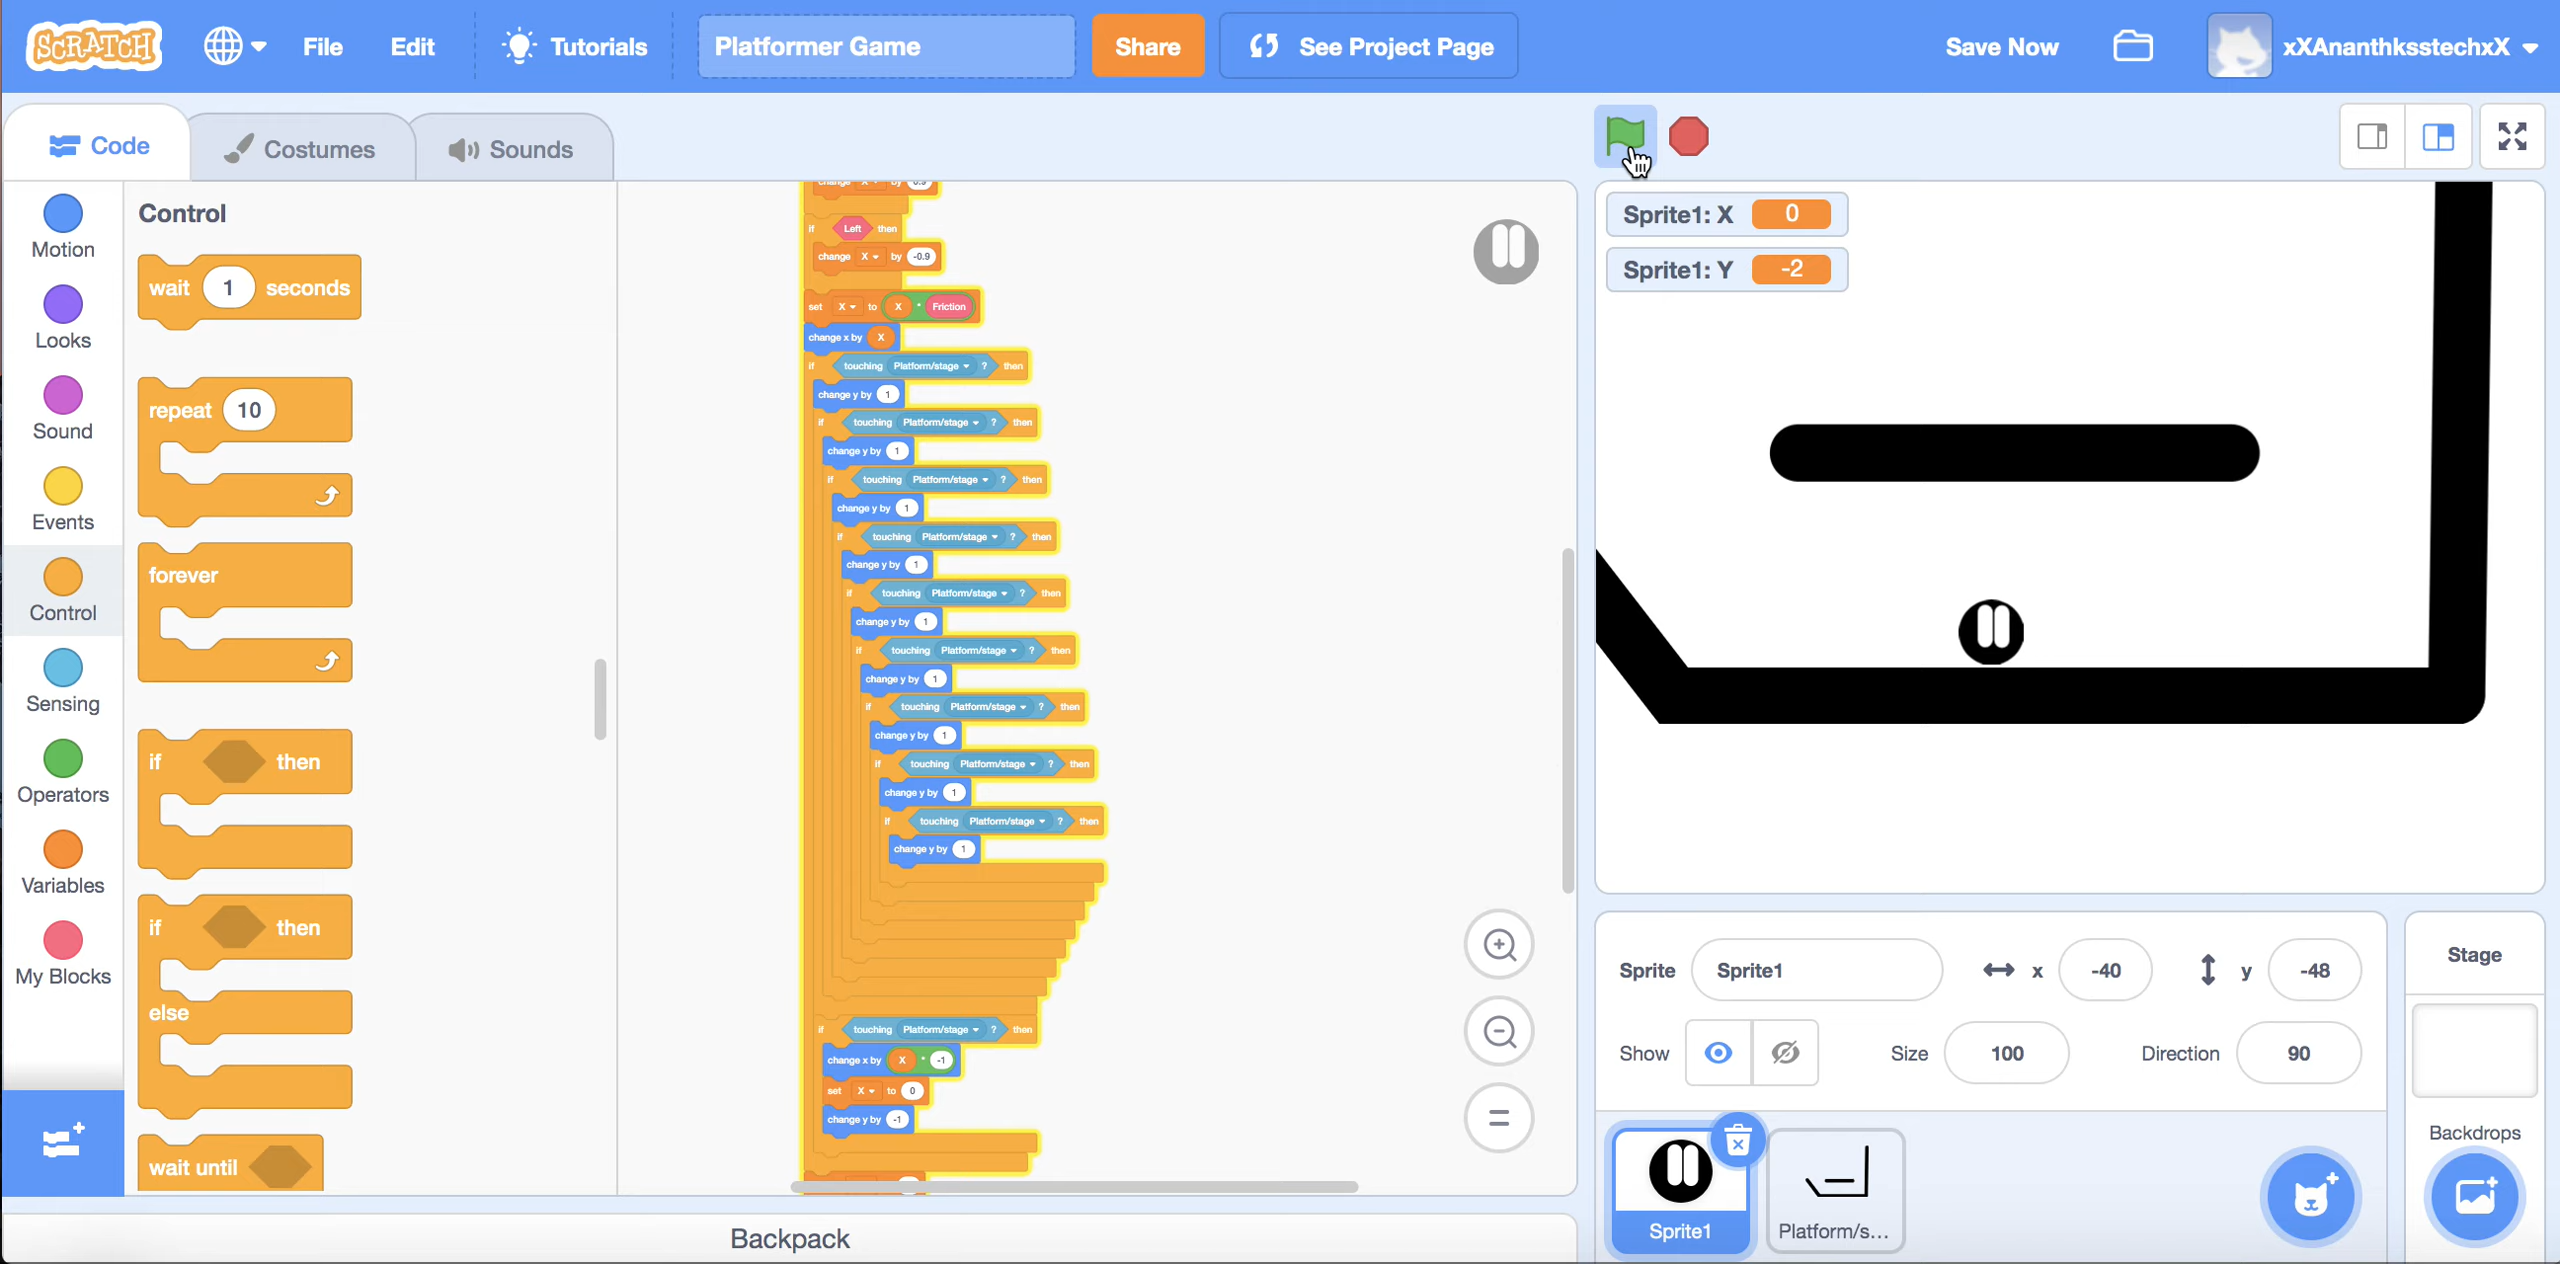 SCRATCH File Edit Tutorials Platformer Game Share See Project Page Save Now xXAnanthksstechxX
Code Costumes Sounds
Motion
Looks
Sound
Events
Control
Sensing
Operators
Variables
My Blocks
Control
wait 1 seconds
repeat 10
forever
if then
if then
else
wait until
change X by 0.9
if Left then
change X by -0.9
set X to X * Friction
change x by X
if touching Platform/stage ? then
change y by 1
if touching Platform/stage ? then
change y by 1
if touching Platform/stage ? then
change y by 1
if touching Platform/stage ? then
change y by 1
if touching Platform/stage ? then
change y by 1
if touching Platform/stage ? then
change y by 1
if touching Platform/stage ? then
change y by 1
if touching Platform/stage ? then
change y by 1
if touching Platform/stage ? then
change y by 1
if touching Platform/stage ? then
change x by X * -1
set X to 0
change y by -1
Backpack
Sprite1: X 0
Sprite1: Y -2
Sprite Sprite1 x -40 y -48
Show Size 100 Direction 90
Sprite1
Platform/s...
Stage
Backdrops